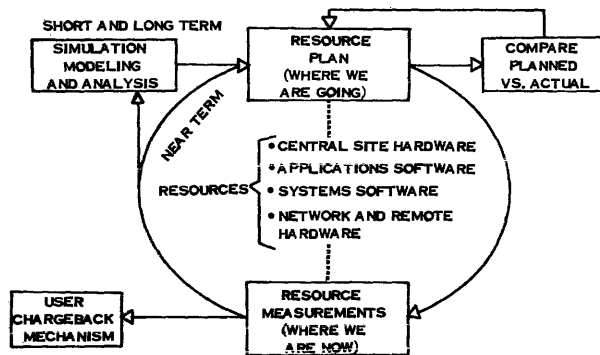 SHORT AND LONG TERM
SIMULATION
MODELING
AND ANALYSIS
RESOURCE
PLAN
(WHERE WE
ARE GOING)
COMPARE
PLANNED
VS. ACTUAL
NEAR TERM
RESOURCES
• CENTRAL SITE HARDWARE
• APPLICATIONS SOFTWARE
• SYSTEMS SOFTWARE
• NETWORK AND REMOTE
HARDWARE
USER
CHARGEBACK
MECHANISM
RESOURCE
MEASUREMENTS
(WHERE WE
ARE NOW)